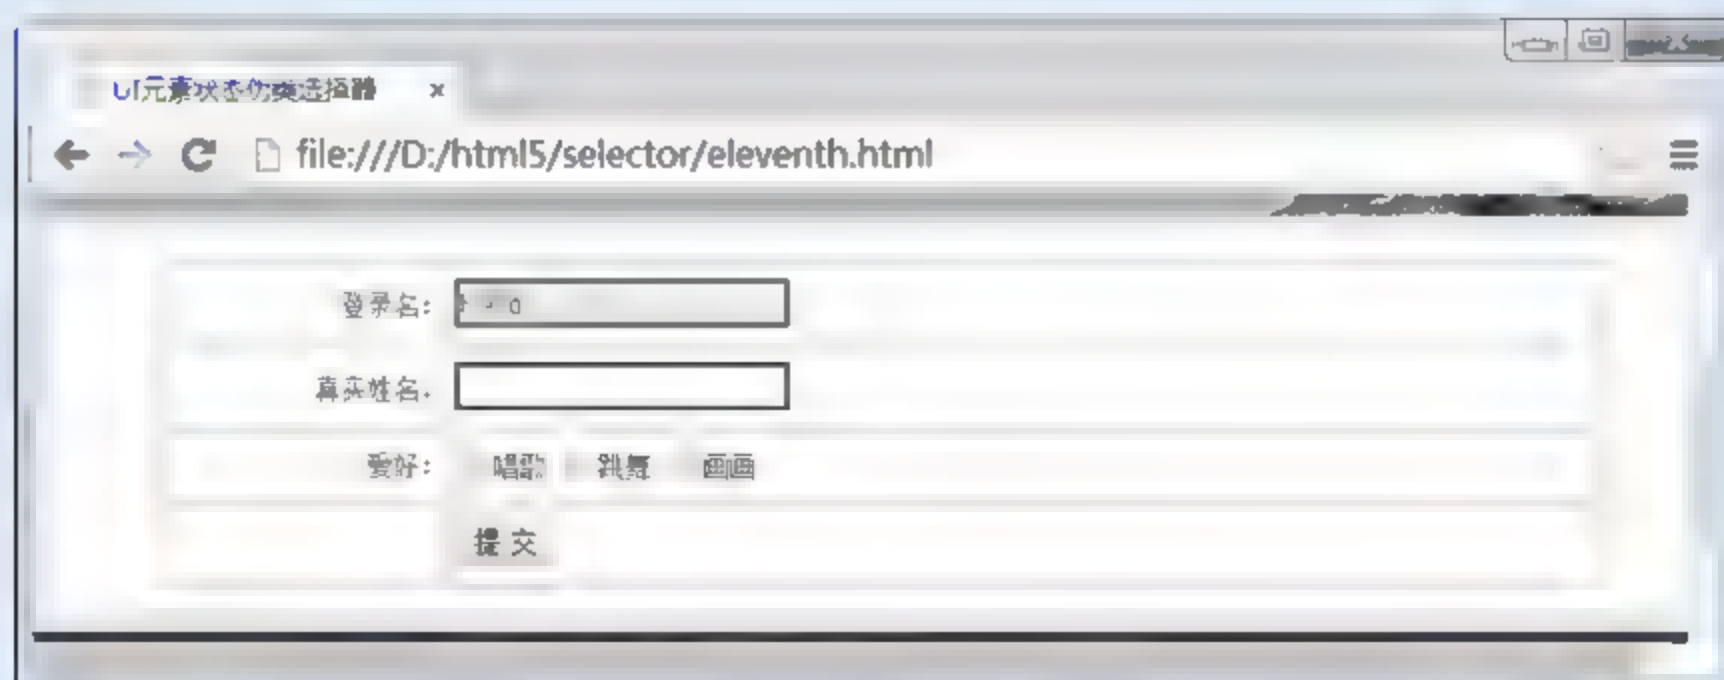 UI元素状态伪类选择器 ×
file:///D:/html5/selector/eleventh.html
登录名:
真实姓名:
爱好: 唱歌 跳舞 画画
提交